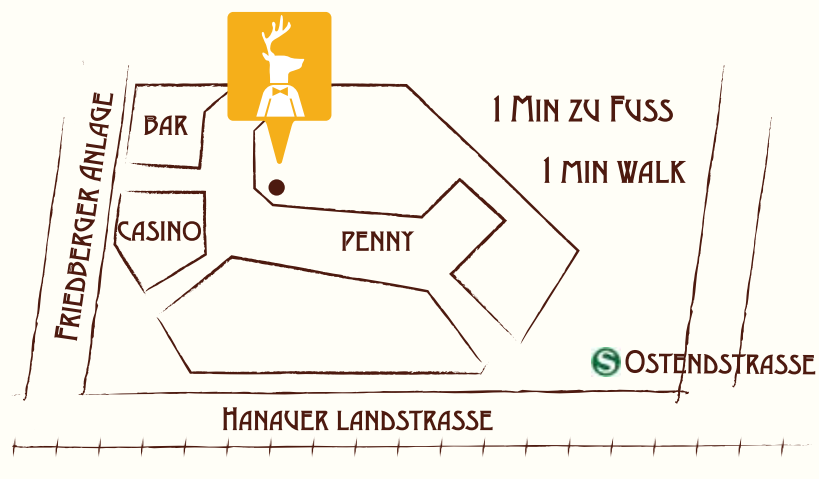 BAR
1 MIN ZU FUSS
1 MIN WALK
FRIEDBERGER ANLAGE
CASINO
PENNY
S OSTENDSTRASSE
HANAUER LANDSTRASSE